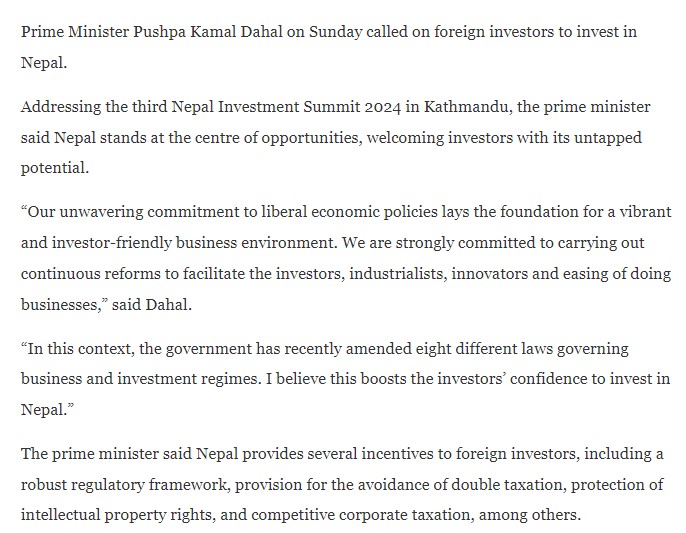 Prime Minister Pushpa Kamal Dahal on Sunday called on foreign investors to invest in
Nepal.
Addressing the third Nepal Investment Summit 2024 in Kathmandu, the prime minister
said Nepal stands at the centre of opportunities, welcoming investors with its untapped
potential.
“Our unwavering commitment to liberal economic policies lays the foundation for a vibrant
and investor-friendly business environment. We are strongly committed to carrying out
continuous reforms to facilitate the investors, industrialists, innovators and easing of doing
businesses,” said Dahal.
“In this context, the government has recently amended eight different laws governing
business and investment regimes. I believe this boosts the investors’ confidence to invest in
Nepal.”
The prime minister said Nepal provides several incentives to foreign investors, including a
robust regulatory framework, provision for the avoidance of double taxation, protection of
intellectual property rights, and competitive corporate taxation, among others.